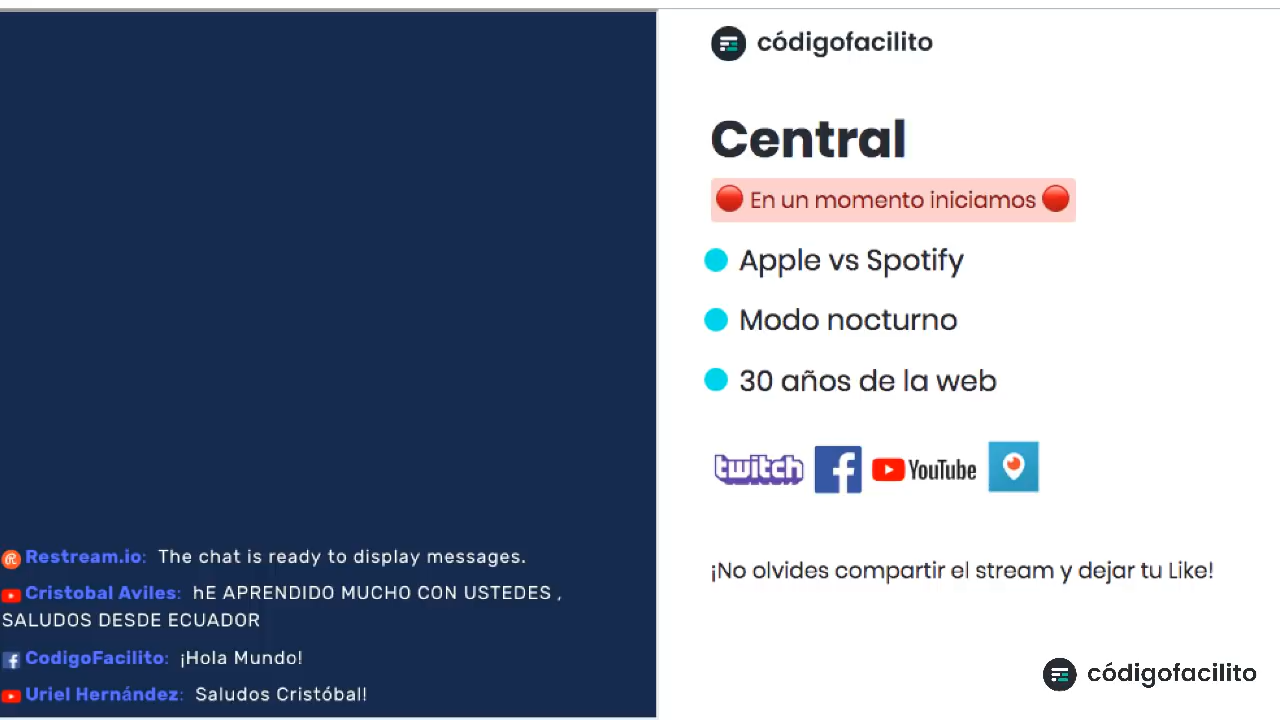 códigofacilito
Central
En un momento iniciamos
Apple vs Spotify
Modo nocturno
30 años de la web
twitch
YouTube
¡No olvides compartir el stream y dejar tu Like!
códigofacilito
Restream.io: The chat is ready to display messages.
Cristobal Aviles: hE APRENDIDO MUCHO CON USTEDES ,
SALUDOS DESDE ECUADOR
CodigoFacilito: ¡Hola Mundo!
Uriel Hernández: Saludos Cristóbal!